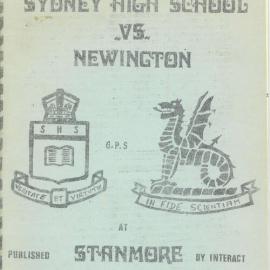 SYDNEY HIGH SCHOOL
VS.
NEWINGTON
S H S
G.P.S
VERITATE ET VIRTUTE
IN FIDE SCIENTIAM
AT
PUBLISHED STANMORE BY INTERACT